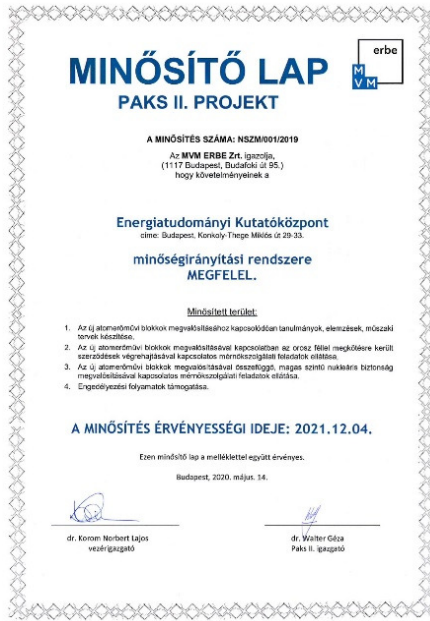 erbe
MVM
MINŐSÍTŐ LAP
PAKS II. PROJEKT
A MINŐSÍTÉS SZÁMA: NSZM/001/2019
Az MVM ERBE Zrt. igazolja,
(1117 Budapest, Budafoki út 95.)
hogy követelményeinek a
Energiatudományi Kutatóközpont
címe: Budapest, Konkoly-Thege Miklós út 29-33.
minőségirányítási rendszere
MEGFELEL.
Minősített terület:
1. Az új atomerőművi blokkok megvalósításához kapcsolódóan tanulmányok, elemzések, műszaki
tervek készítése.
2. Az új atomerőművi blokkok megvalósításával kapcsolatban az orosz féllel megkötésre került
szerződések végrehajtásával kapcsolatos mérnökszolgálati feladatok ellátása.
3. Az új atomerőművi blokkok megvalósításával összefüggő, magas szintű nukleáris biztonság
megvalósításával kapcsolatos mérnökszolgálati feladatok ellátása.
4. Engedélyezési folyamatok támogatása.
A MINŐSÍTÉS ÉRVÉNYESSÉGI IDEJE: 2021.12.04.
Ezen minősítő lap a melléklettel együtt érvényes.
Budapest, 2020. május. 14.
dr. Korom Norbert Lajos
vezérigazgató
dr. Walter Géza
Paks II. igazgató